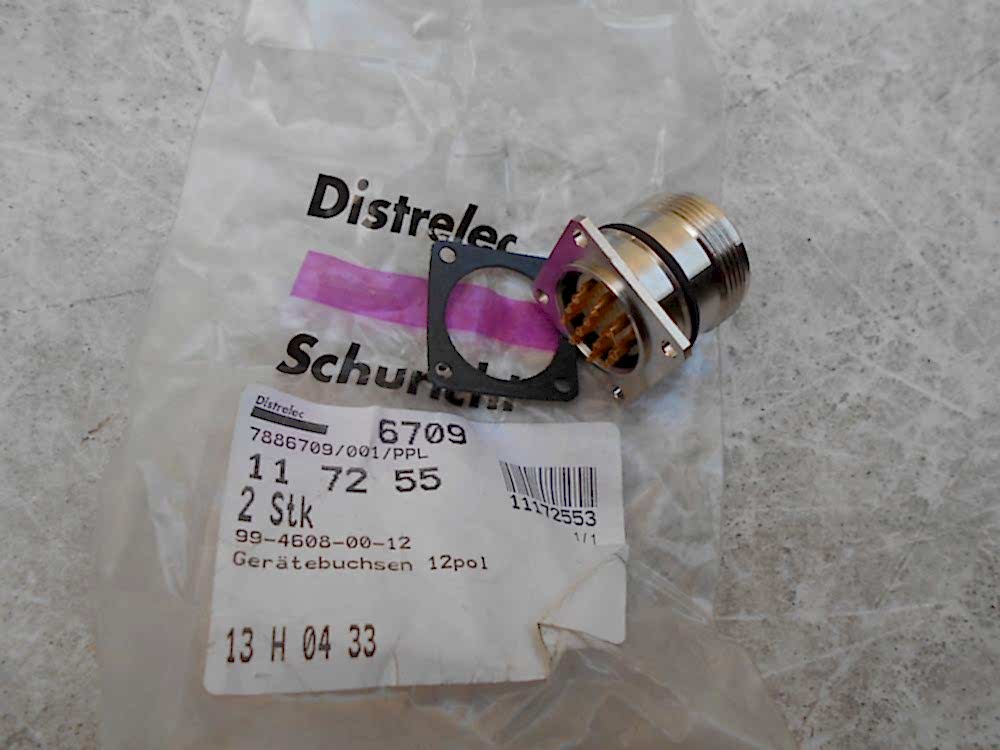 Distrelec
Schuricht
Distrelec
6709
7886709/001/PPL
11 72 55
2 Stk
11172553
1/1
99-4608-00-12
Gerätebuchsen 12pol
13 H 04 33